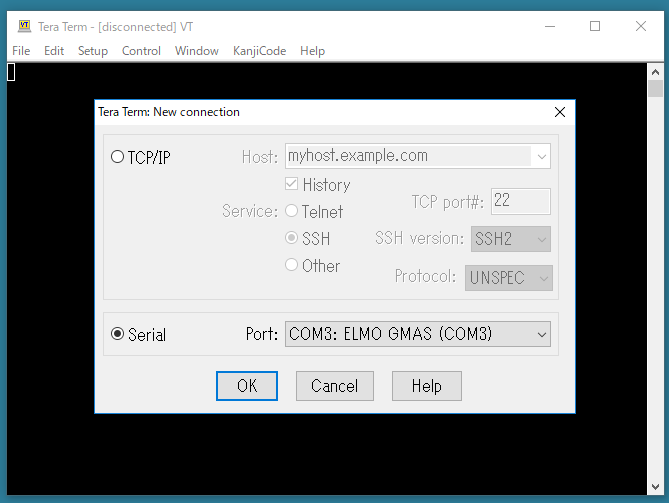 VT
Tera Term - [disconnected] VT
File Edit Setup Control Window KanjiCode Help
Tera Term: New connection
TCP/IP Host: myhost.example.com
History
Service: Telnet TCP port#: 22
SSH SSH version: SSH2
Other Protocol: UNSPEC
Serial Port: COM3: ELMO GMAS (COM3)
OK Cancel Help